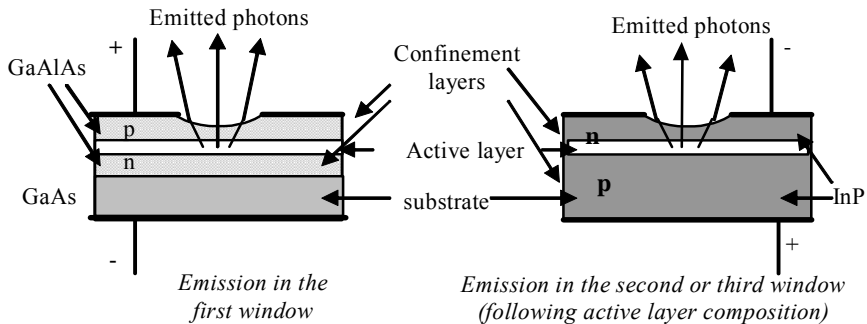 Emitted photons
+
GaAlAs
p
n
GaAs
-
Emission in the
first window
Confinement
layers
Active layer
substrate
Emitted photons
-
n
p
InP
+
Emission in the second or third window
(following active layer composition)